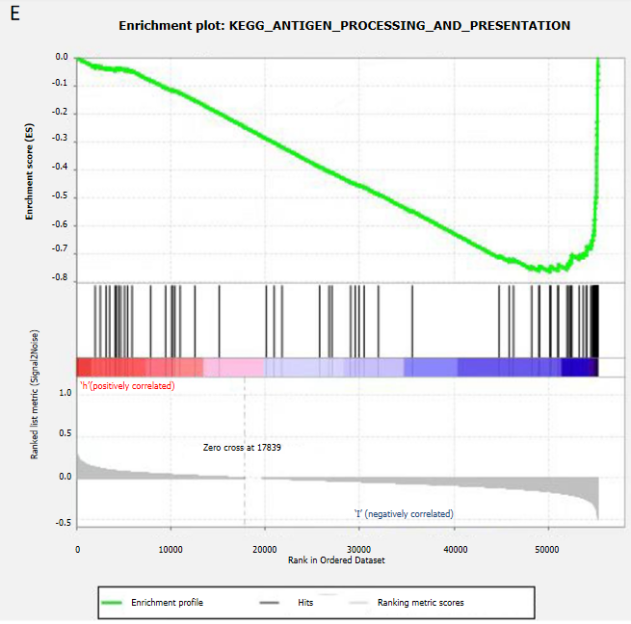 E
Enrichment plot: KEGG_ANTIGEN_PROCESSING_AND_PRESENTATION
Enrchment score (ES)
0.0
-0.1
-0.2
-0.3
-0.4
-0.5
-0.6
-0.7
-0.8
Ranked list metric (Signal2Noise)
'h'(positively correlated)
1.0
0.5
Zero cross at 17839
0.0
'I' (negatively correlated)
-0.5
0 10000 20000 30000 40000 50000
Rank in Ordered Dataset
Enrichment profile Hits Ranking metric scores